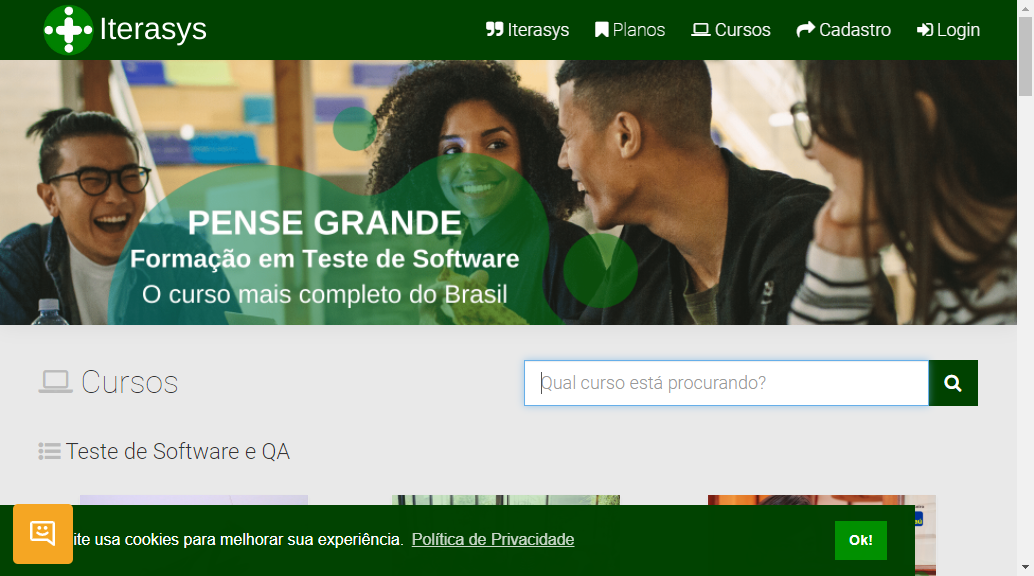 Iterasys
Iterasys Planos Cursos Cadastro Login
PENSE GRANDE
Formação em Teste de Software
O curso mais completo do Brasil
Cursos
Qual curso está procurando?
Teste de Software e QA
ite usa cookies para melhorar sua experiência. Política de Privacidade
Ok!